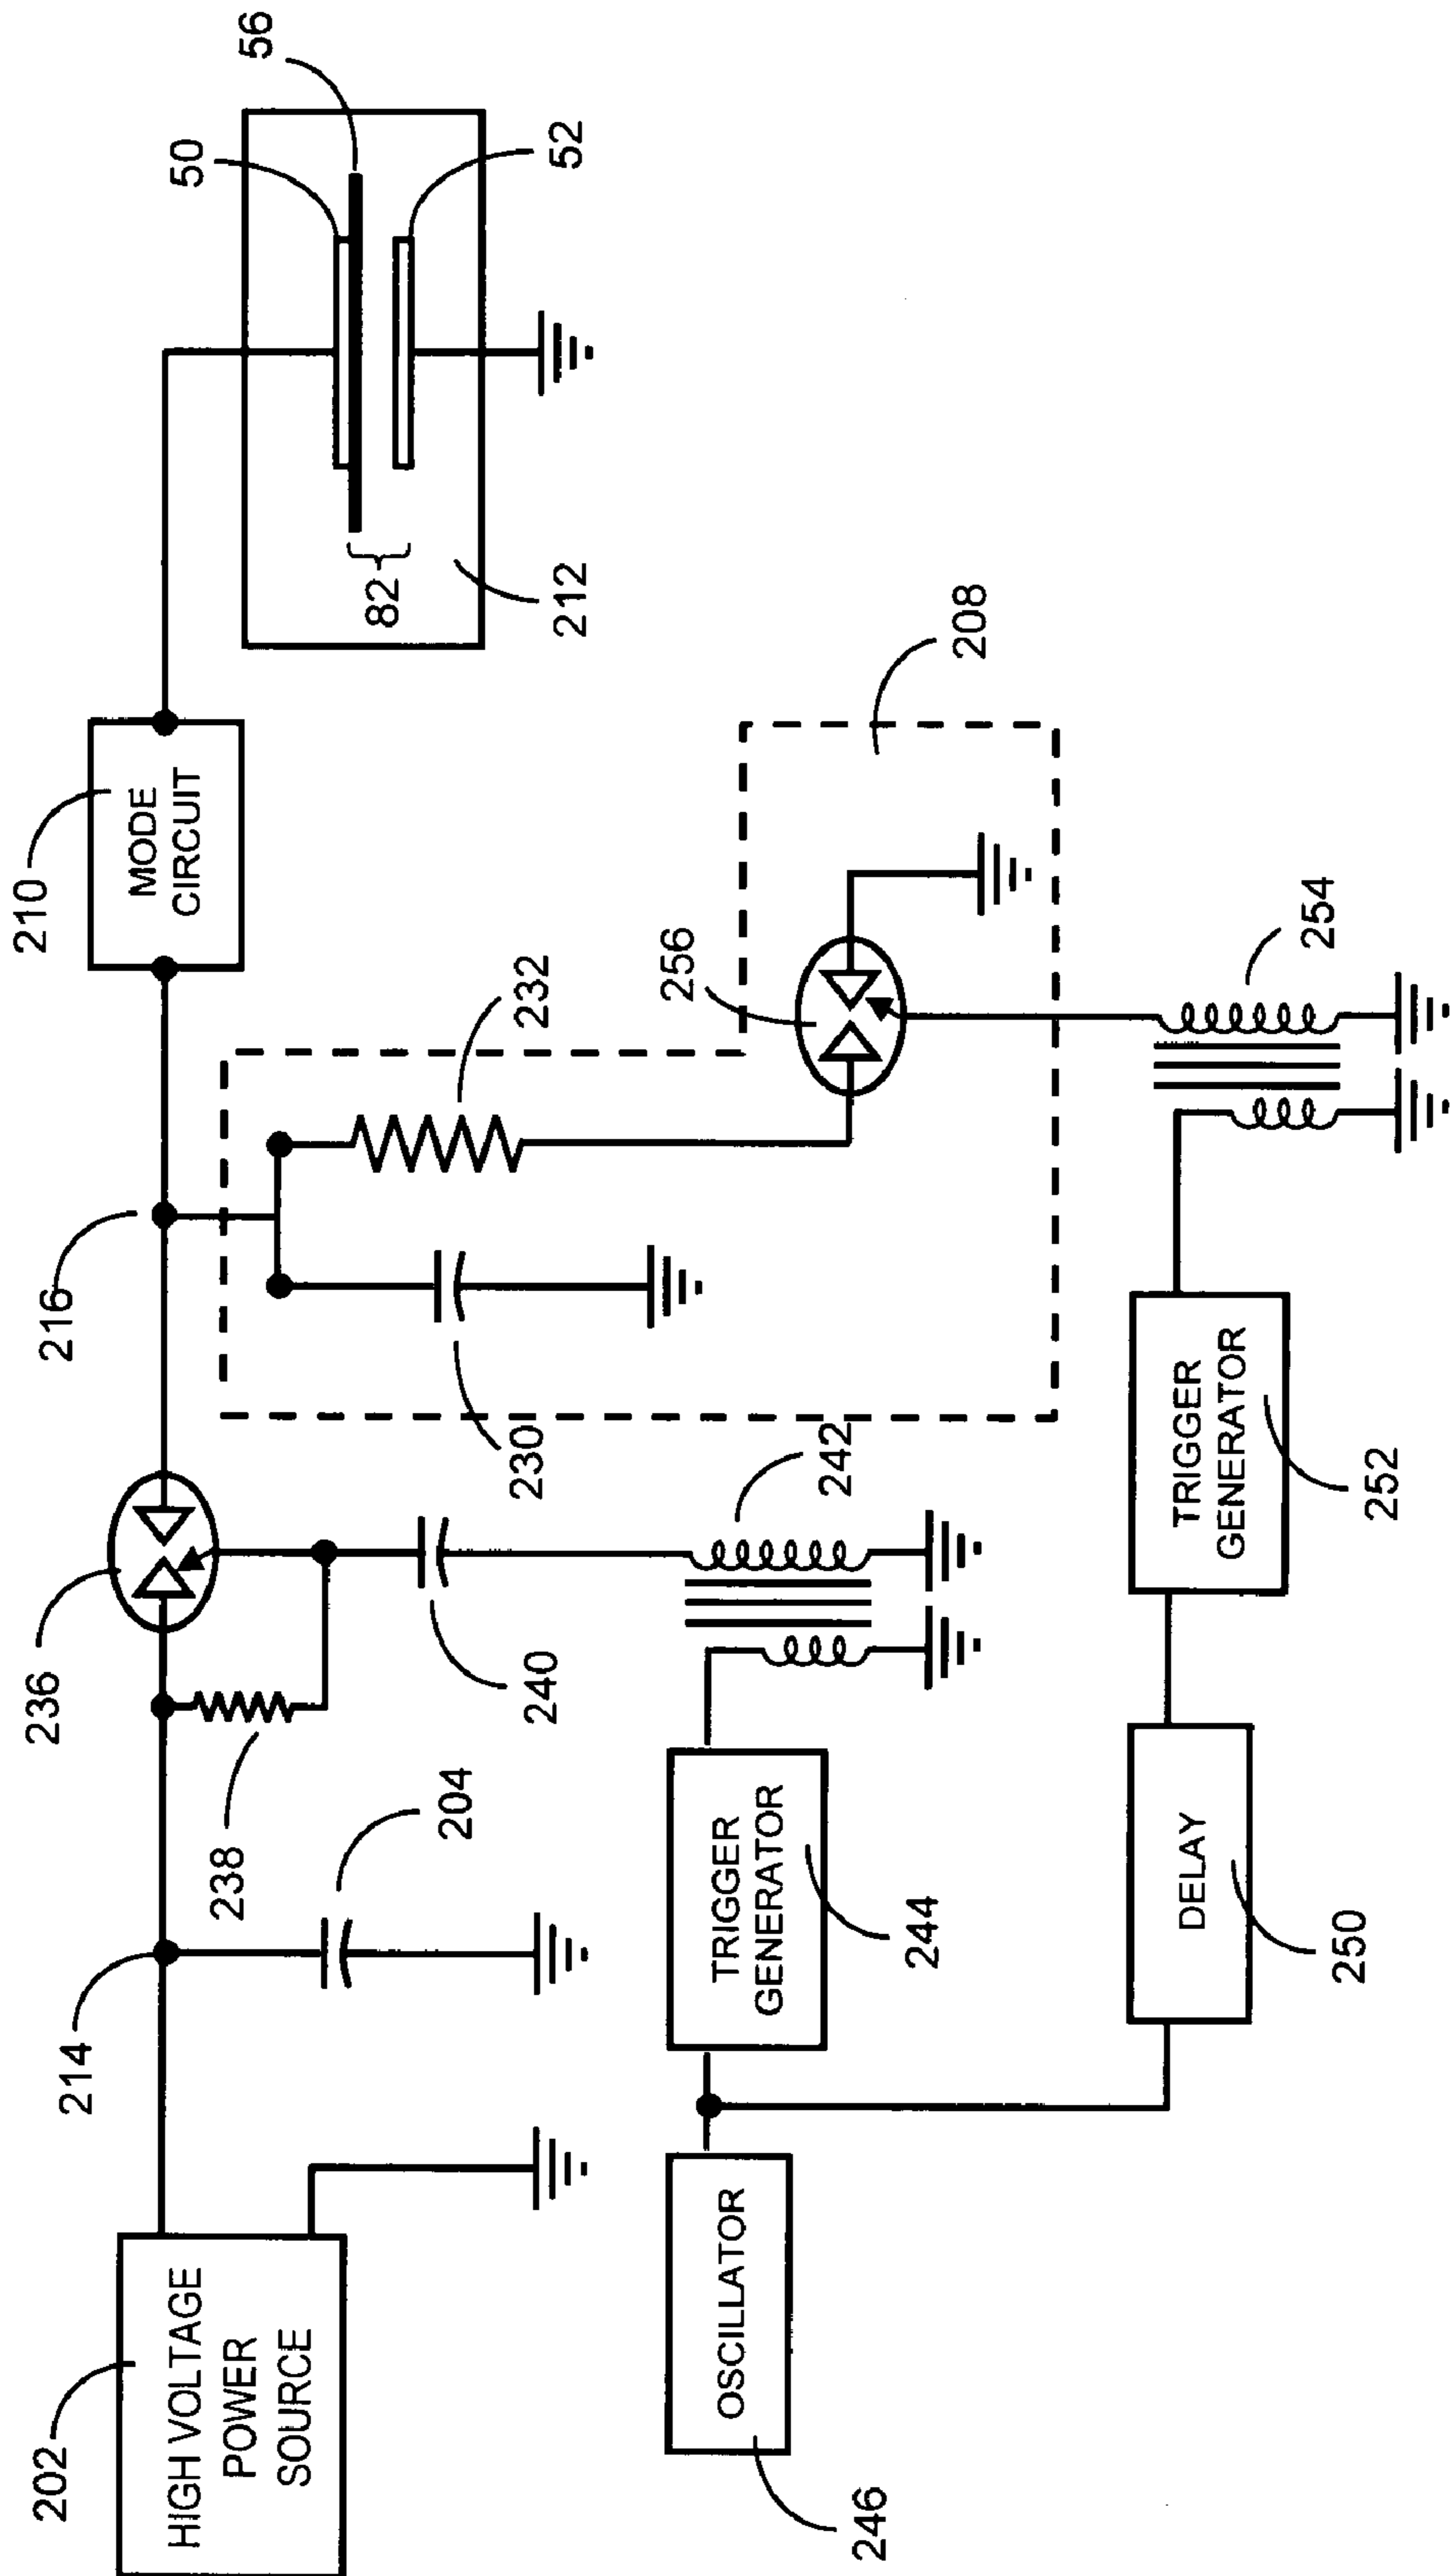 202
HIGH VOLTAGE
POWER
SOURCE
214
204
238
236
240
242
216
230
232
208
210
MODE
CIRCUIT
50
56
52
82
212
256
254
246
OSCILLATOR
TRIGGER
GENERATOR
244
DELAY
250
TRIGGER
GENERATOR
252